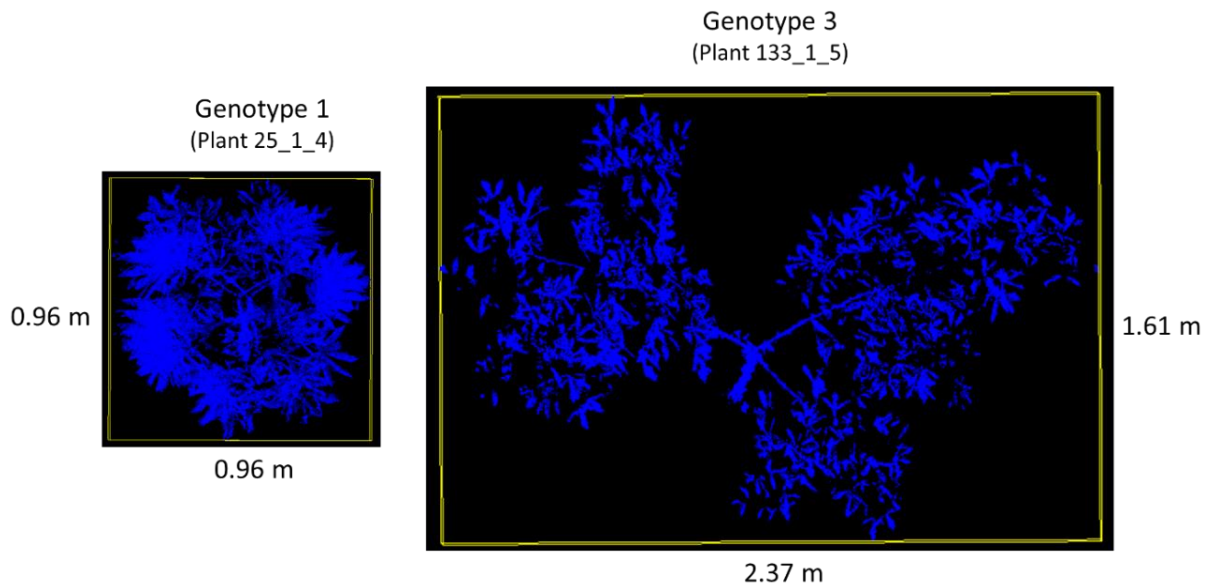 Genotype 1
(Plant 25_1_4)
0.96 m
0.96 m
Genotype 3
(Plant 133_1_5)
1.61 m
2.37 m